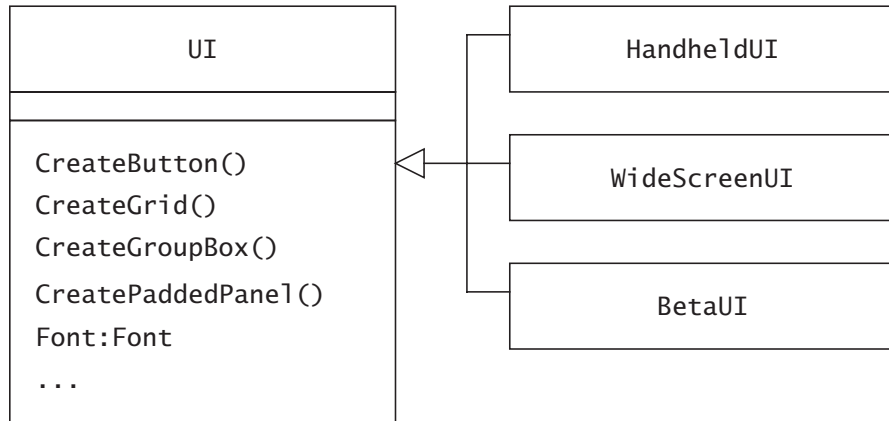 UI
CreateButton()
CreateGrid()
CreateGroupBox()
CreatePaddedPanel()
Font:Font
...
HandheldUI
WideScreenUI
BetaUI